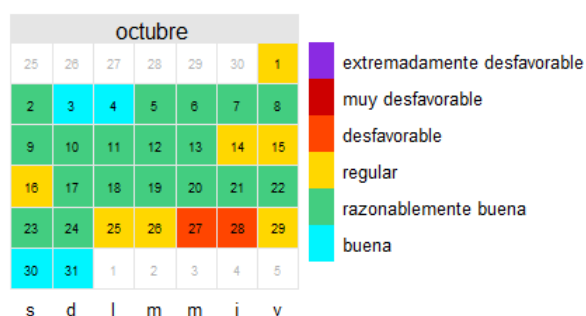 octubre
25 26 27 28 29 30 1
2 3 4 5 6 7 8
9 10 11 12 13 14 15
16 17 18 19 20 21 22
23 24 25 26 27 28 29
30 31 1 2 3 4 5
s d l m m j v
extremadamente desfavorable
muy desfavorable
desfavorable
regular
razonablemente buena
buena